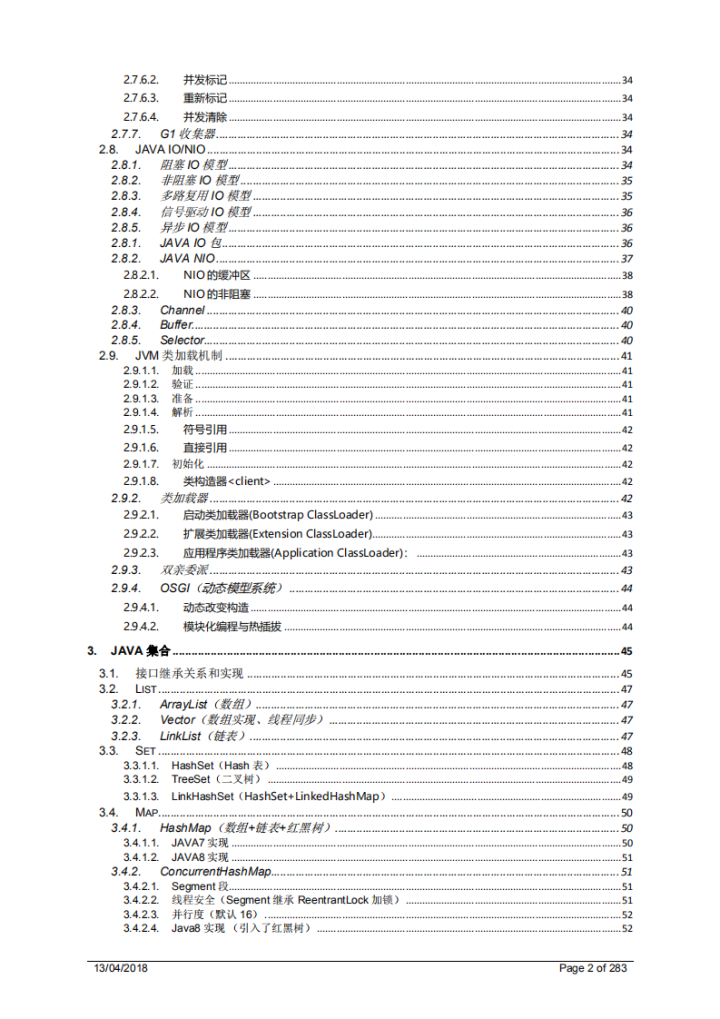 2.7.6.2. 并发标记 34
2.7.6.3. 重新标记 34
2.7.6.4. 并发清除 34
2.7.7. G1 收集器 34
2.8. JAVA IO/NIO 34
2.8.1. 阻塞 IO 模型 34
2.8.2. 非阻塞 IO 模型 35
2.8.3. 多路复用 IO 模型 35
2.8.4. 信号驱动 IO 模型 36
2.8.5. 异步 IO 模型 36
2.8.1. JAVA IO 包 36
2.8.2. JAVA NIO 37
2.8.2.1. NIO 的缓冲区 38
2.8.2.2. NIO 的非阻塞 38
2.8.3. Channel 40
2.8.4. Buffer 40
2.8.5. Selector 40
2.9. JVM 类加载机制 41
2.9.1.1. 加载 41
2.9.1.2. 验证 41
2.9.1.3. 准备 41
2.9.1.4. 解析 41
2.9.1.5. 符号引用 42
2.9.1.6. 直接引用 42
2.9.1.7. 初始化 42
2.9.1.8. 类构造器<client> 42
2.9.2. 类加载器 42
2.9.2.1. 启动类加载器(Bootstrap ClassLoader) 43
2.9.2.2. 扩展类加载器(Extension ClassLoader) 43
2.9.2.3. 应用程序类加载器(Application ClassLoader)： 43
2.9.3. 双亲委派 43
2.9.4. OSGI（动态模型系统） 44
2.9.4.1. 动态改变构造 44
2.9.4.2. 模块化编程与热插拔 44
3. JAVA 集合 45
3.1. 接口继承关系和实现 45
3.2. LIST 47
3.2.1. ArrayList（数组） 47
3.2.2. Vector（数组实现、线程同步） 47
3.2.3. LinkList（链表） 47
3.3. SET 48
3.3.1.1. HashSet（Hash 表） 48
3.3.1.2. TreeSet（二叉树） 49
3.3.1.3. LinkHashSet（HashSet+LinkedHashMap） 49
3.4. MAP 50
3.4.1. HashMap（数组+链表+红黑树） 50
3.4.1.1. JAVA7 实现 50
3.4.1.2. JAVA8 实现 51
3.4.2. ConcurrentHashMap 51
3.4.2.1. Segment 段 51
3.4.2.2. 线程安全（Segment 继承 ReentrantLock 加锁） 51
3.4.2.3. 并行度（默认 16） 52
3.4.2.4. Java8 实现 （引入了红黑树） 52
13/04/2018 Page 2 of 283